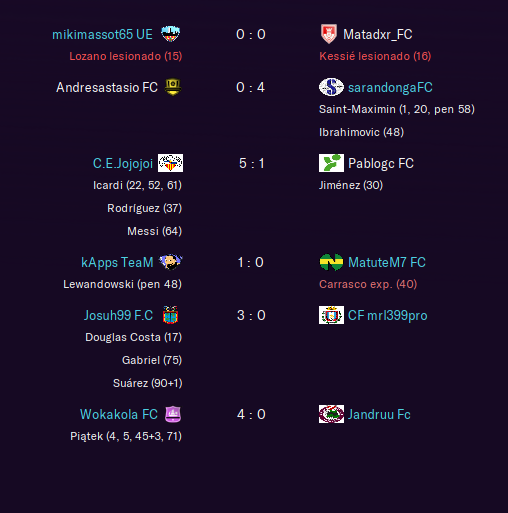 mikimassot65 UE 0 : 0 Matadxr_FC
Lozano lesionado (15) Kessié lesionado (16)
Andresastasio FC 0 : 4 sarandongaFC
Saint-Maximin (1, 20, pen 58)
Ibrahimovic (48)
C.E.Jojojoi 5 : 1 Pablogc FC
Icardi (22, 52, 61) Jiménez (30)
Rodríguez (37)
Messi (64)
kApps TeaM 1 : 0 MatuteM7 FC
Lewandowski (pen 48) Carrasco exp. (40)
Josuh99 F.C 3 : 0 CF mrl399pro
Douglas Costa (17)
Gabriel (75)
Suárez (90+1)
Wokakola FC 4 : 0 Jandruu Fc
Piątek (4, 5, 45+3, 71)